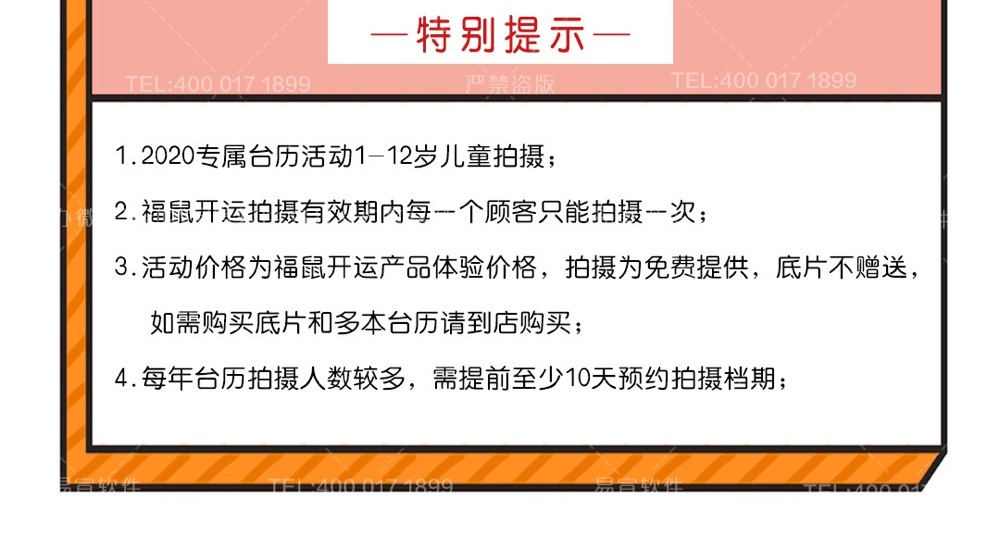 —特别提示—
TEL:400 017 1899 严禁盗版 TEL:400 017 1899
1.2020专属台历活动1-12岁儿童拍摄；
2.福鼠开运拍摄有效期内每一个顾客只能拍摄一次；
3.活动价格为福鼠开运产品体验价格，拍摄为免费提供，底片不赠送，
如需购买底片和多本台历请到店购买；
4.每年台历拍摄人数较多，需提前至少10天预约拍摄档期；
易宣软件 TEL:400 017 1899 易宣软件 TEL:400 01